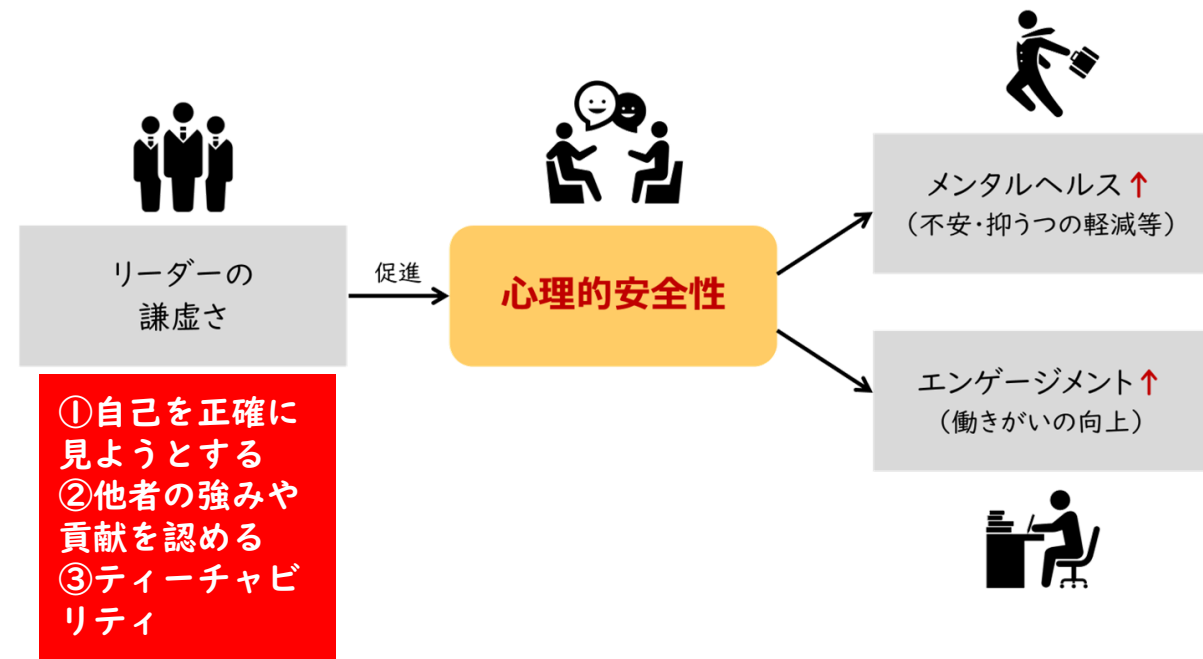 リーダーの
謙虚さ
①自己を正確に
見ようとする
②他者の強みや
貢献を認める
③ティーチャビ
リティ
促進
心理的安全性
メンタルヘルス↑
(不安・抑うつの軽減等)
エンゲージメント↑
(働きがいの向上)